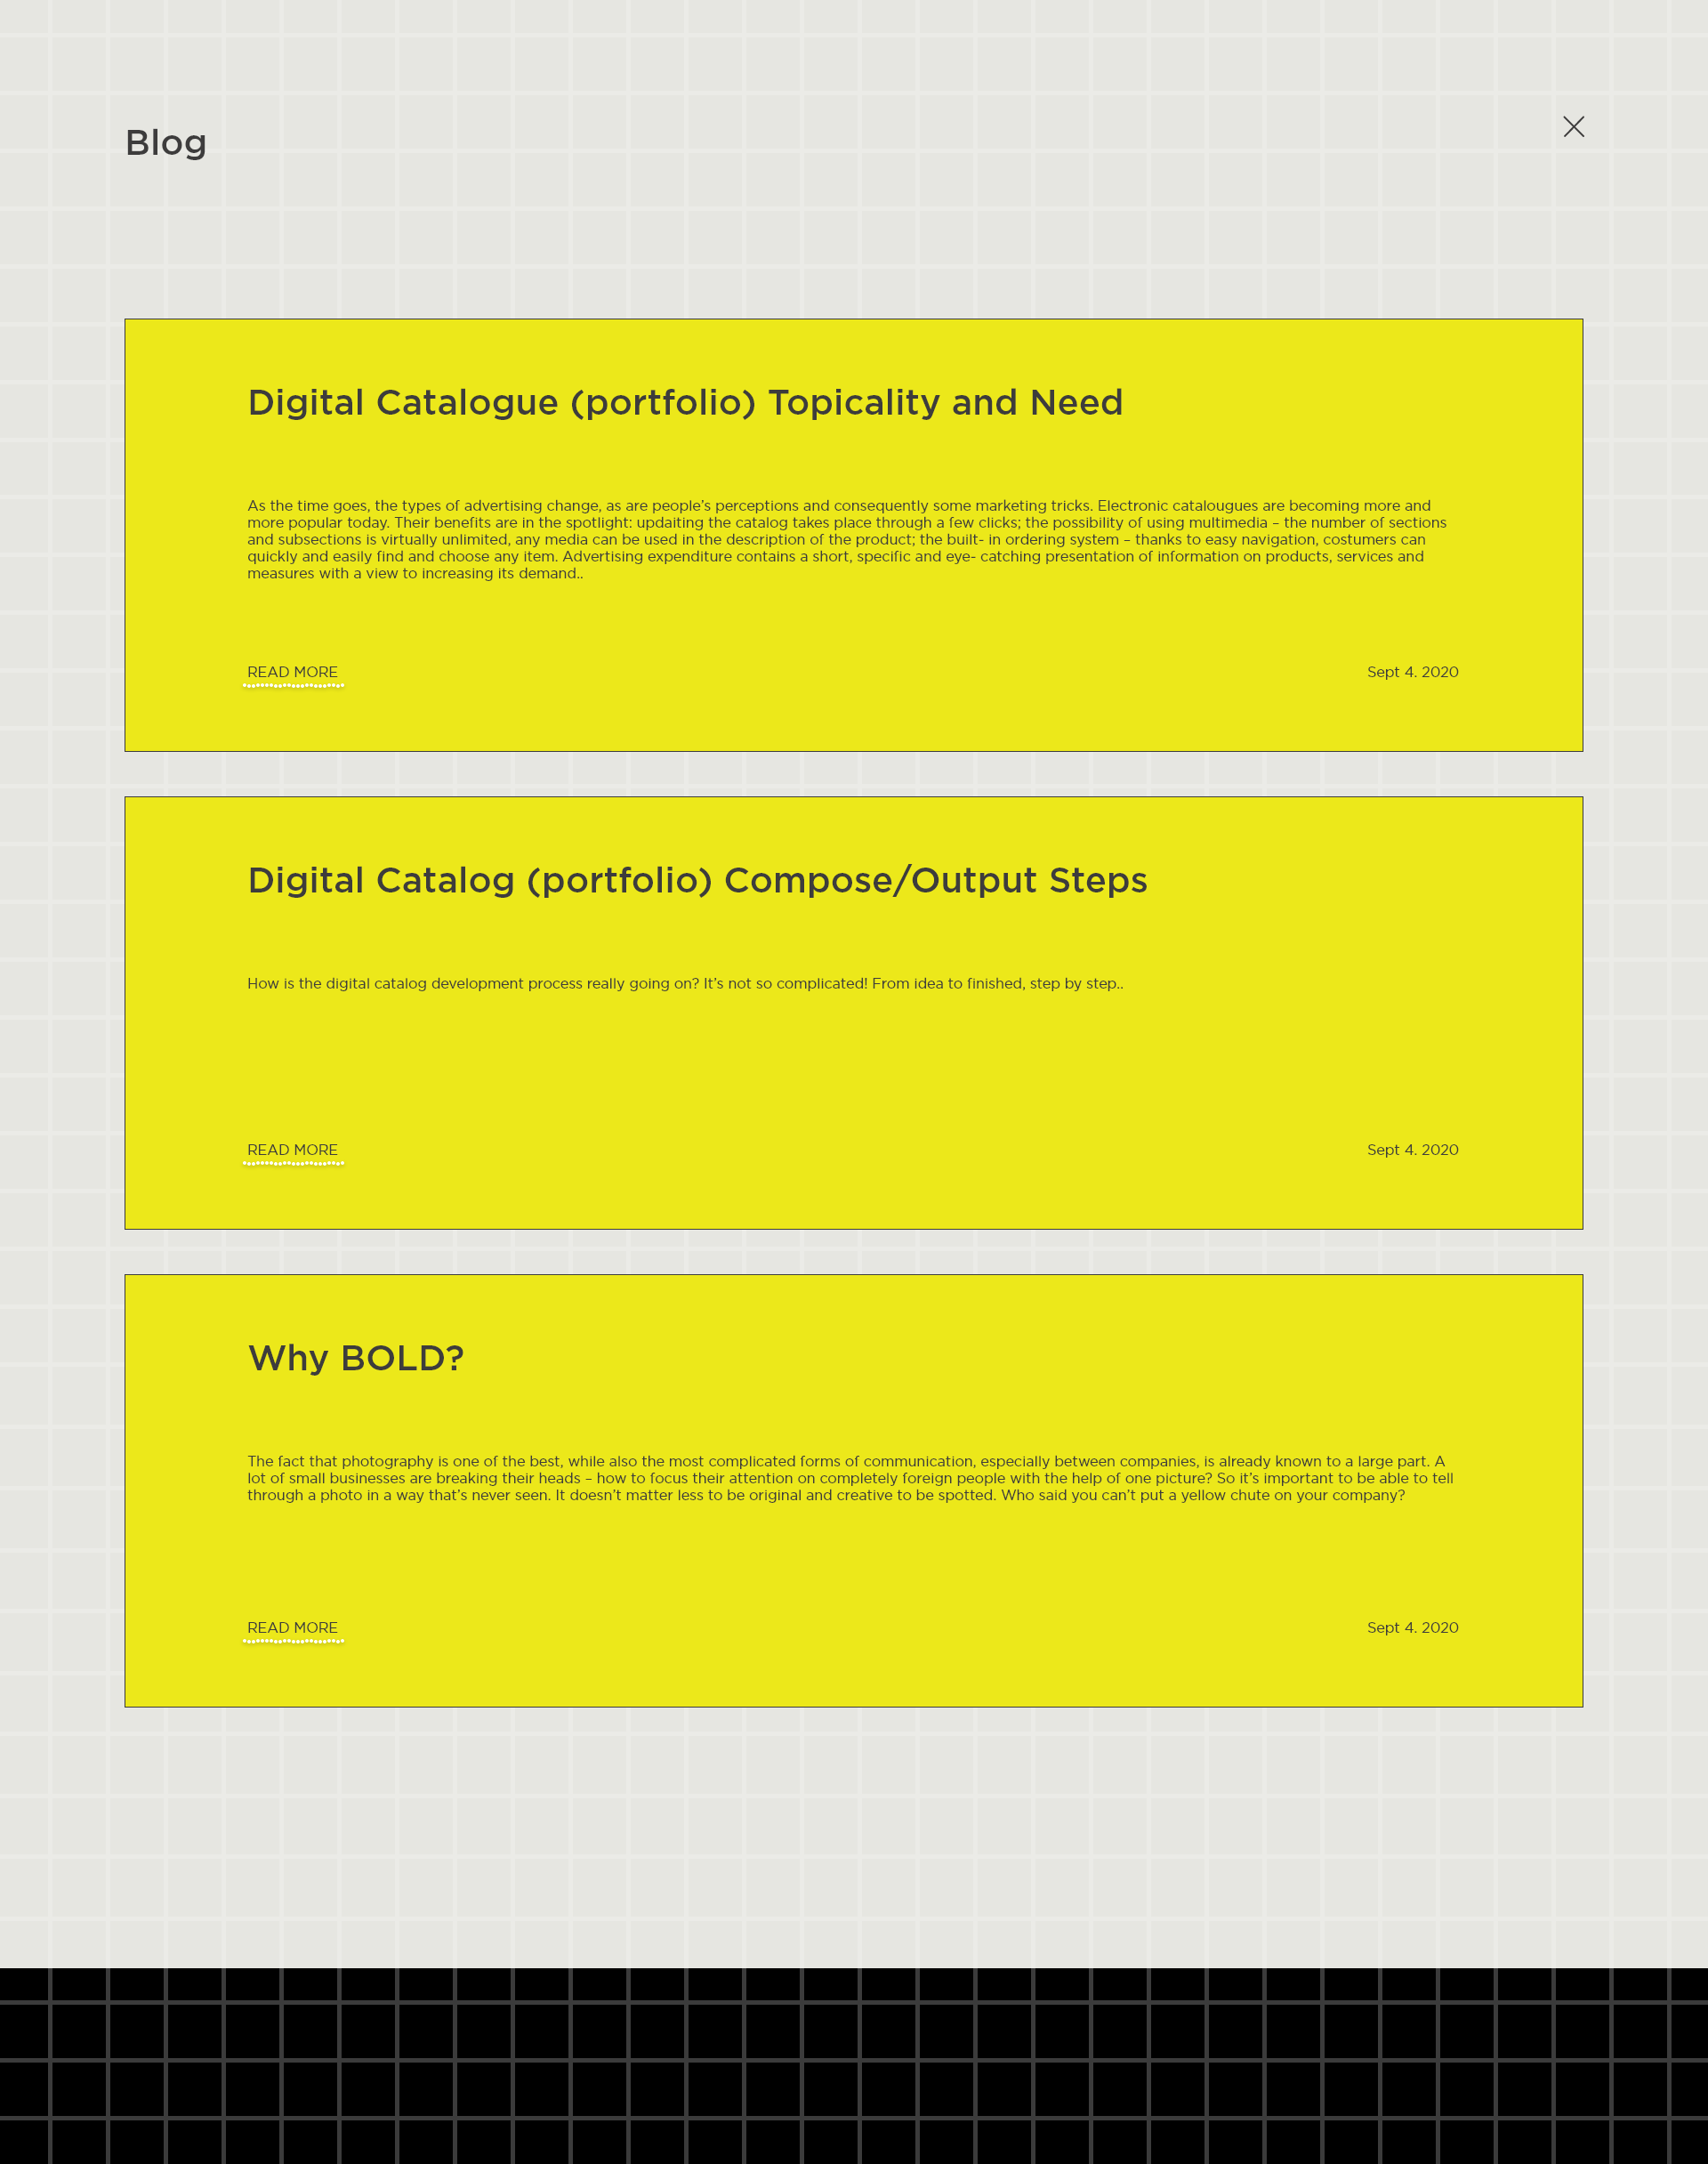 Blog
Digital Catalogue (portfolio) Topicality and Need
As the time goes, the types of advertising change, as are people’s perceptions and consequently some marketing tricks. Electronic catalougues are becoming more and
more popular today. Their benefits are in the spotlight: updaiting the catalog takes place through a few clicks; the possibility of using multimedia – the number of sections
and subsections is virtually unlimited, any media can be used in the description of the product; the built- in ordering system – thanks to easy navigation, costumers can
quickly and easily find and choose any item. Advertising expenditure contains a short, specific and eye- catching presentation of information on products, services and
measures with a view to increasing its demand..
READ MORE
Sept 4. 2020
Digital Catalog (portfolio) Compose/Output Steps
How is the digital catalog development process really going on? It’s not so complicated! From idea to finished, step by step..
READ MORE
Sept 4. 2020
Why BOLD?
The fact that photography is one of the best, while also the most complicated forms of communication, especially between companies, is already known to a large part. A
lot of small businesses are breaking their heads – how to focus their attention on completely foreign people with the help of one picture? So it’s important to be able to tell
through a photo in a way that’s never seen. It doesn’t matter less to be original and creative to be spotted. Who said you can’t put a yellow chute on your company?
READ MORE
Sept 4. 2020